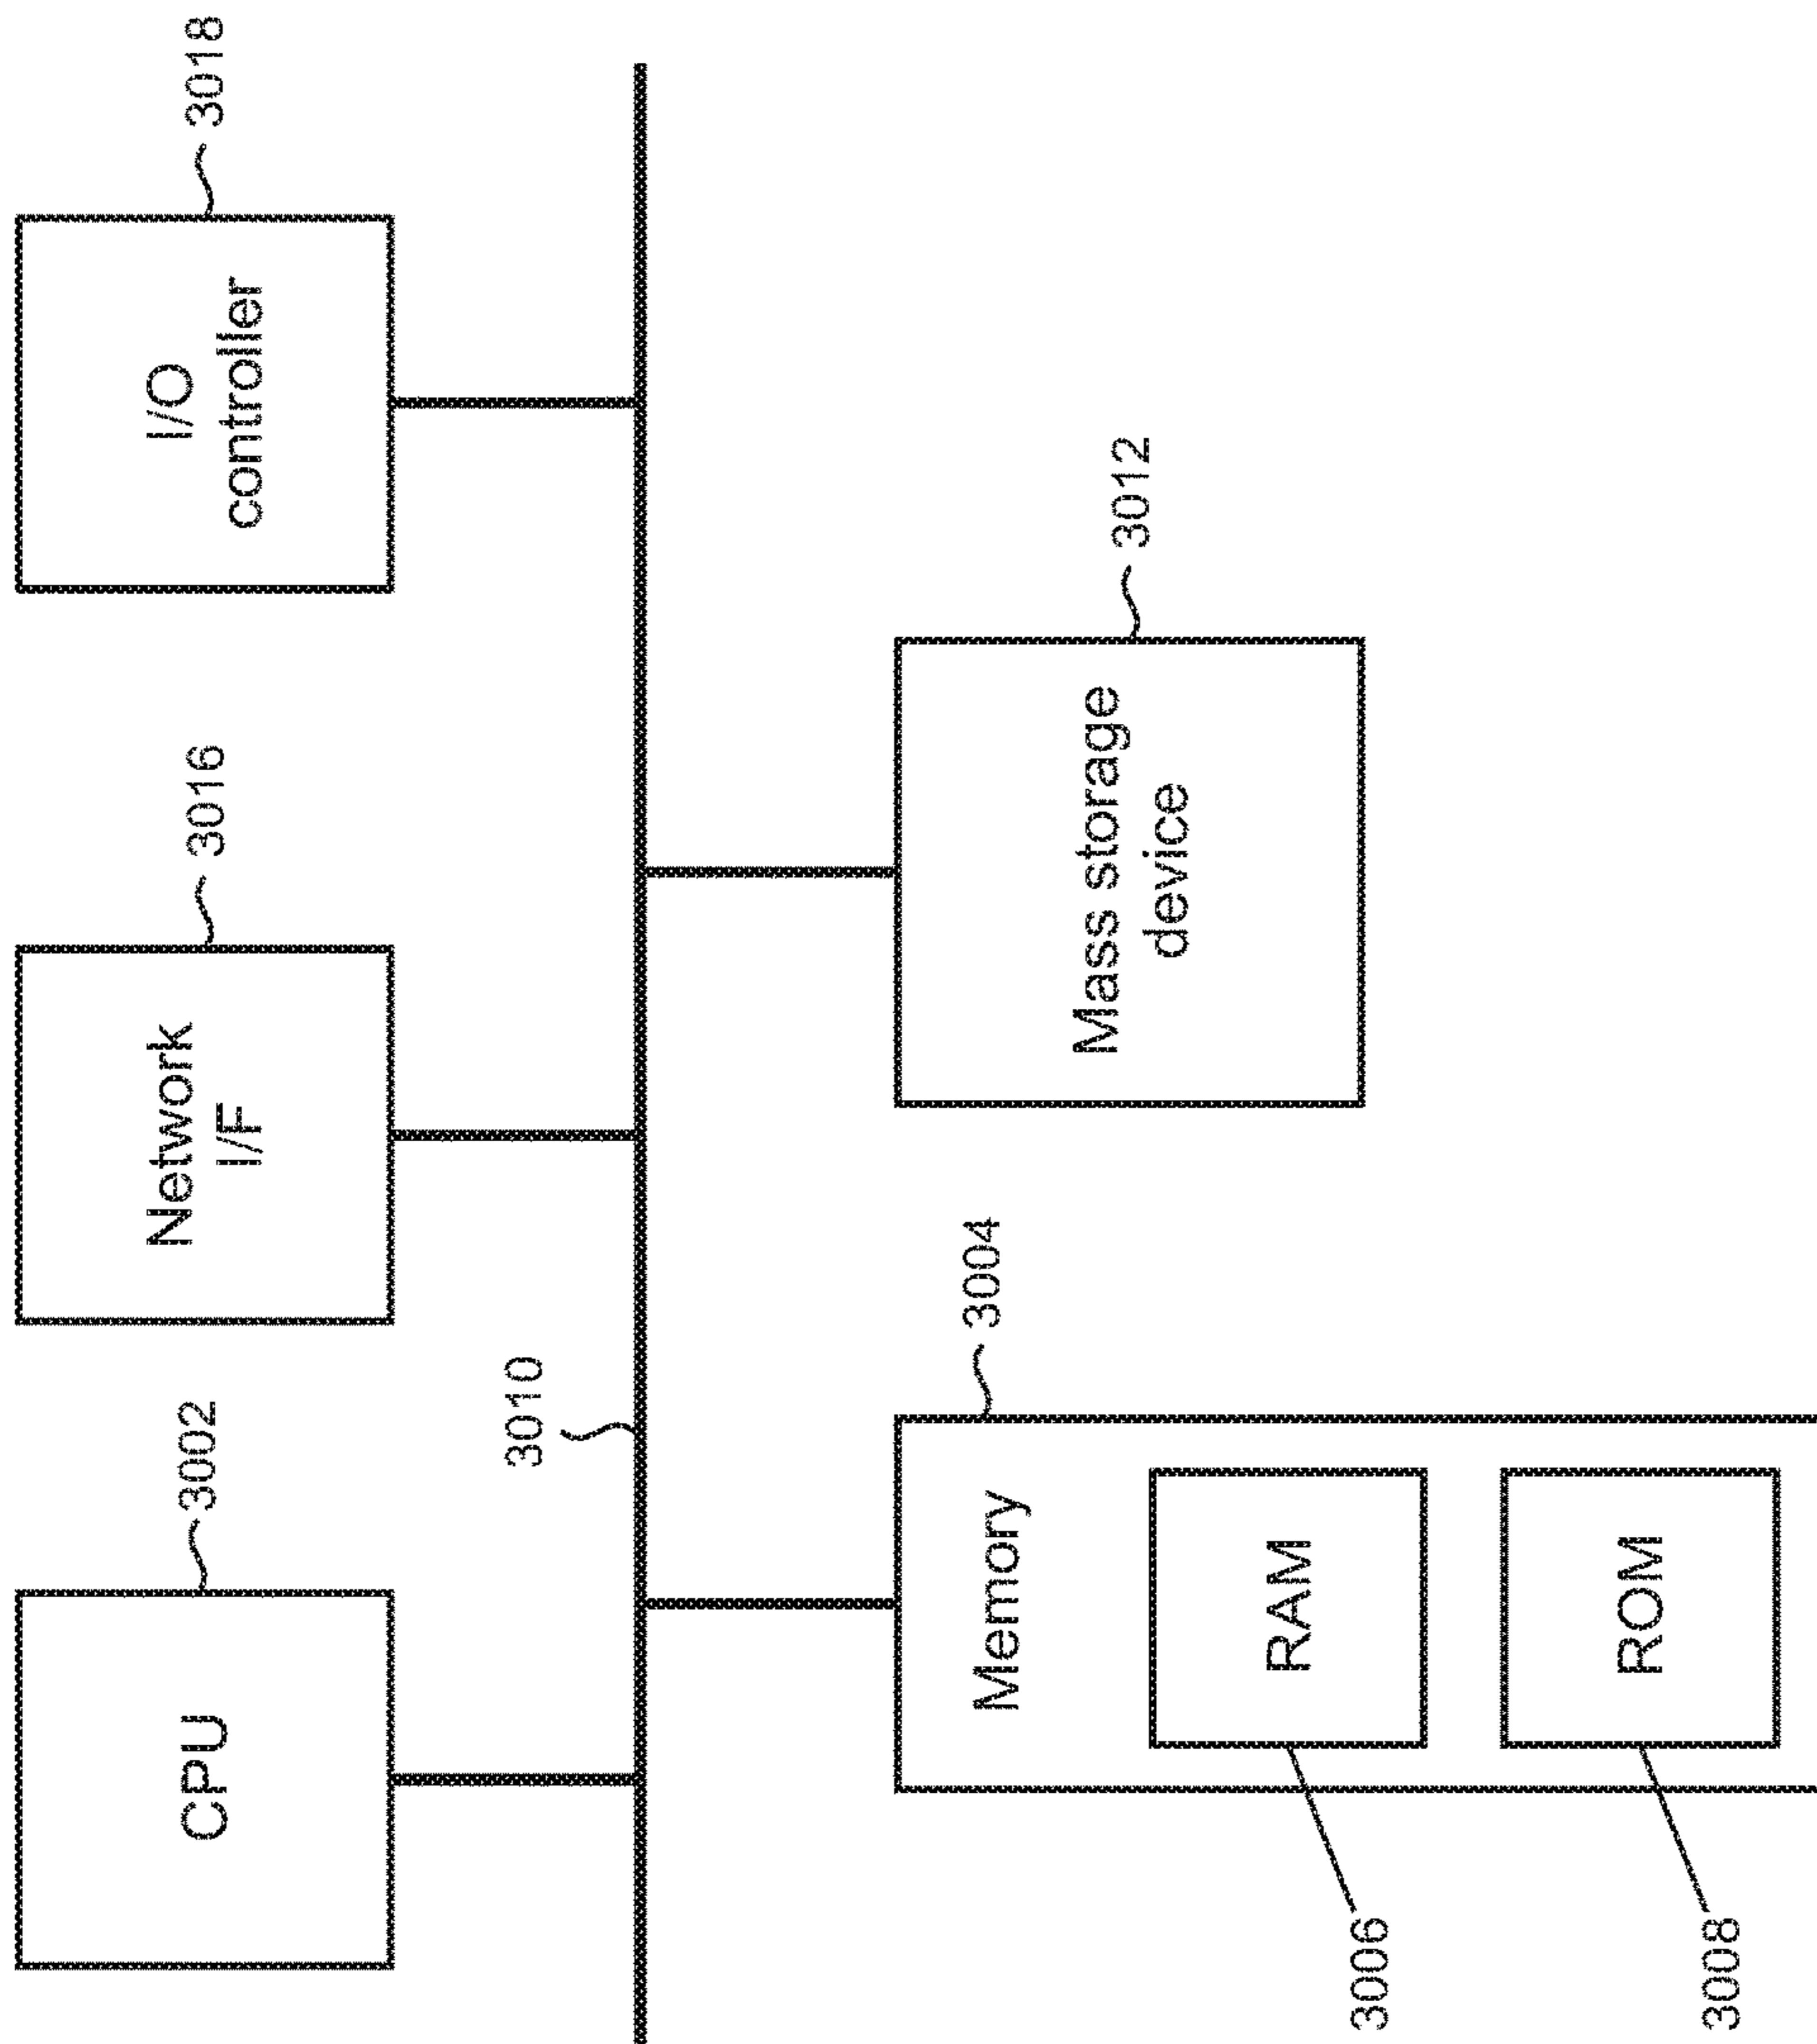 CPU
3002
Network
I/F
3016
I/O
controller
3018
3010
Memory
3004
RAM
3006
ROM
3008
Mass storage
device
3012